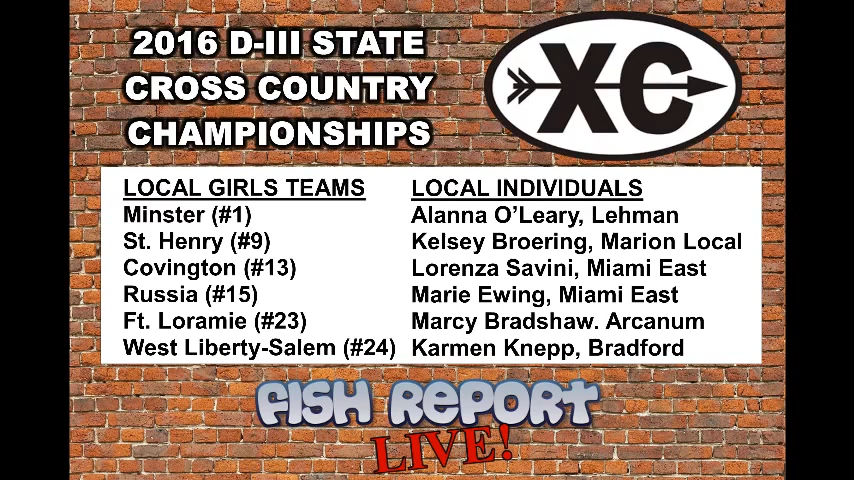 2016 D-III STATE
CROSS COUNTRY
CHAMPIONSHIPS
XC
LOCAL GIRLS TEAMS
Minster (#1)
St. Henry (#9)
Covington (#13)
Russia (#15)
Ft. Loramie (#23)
West Liberty-Salem (#24)
LOCAL INDIVIDUALS
Alanna O’Leary, Lehman
Kelsey Broering, Marion Local
Lorenza Savini, Miami East
Marie Ewing, Miami East
Marcy Bradshaw. Arcanum
Karmen Knepp, Bradford
FISH REPORT
LIVE!